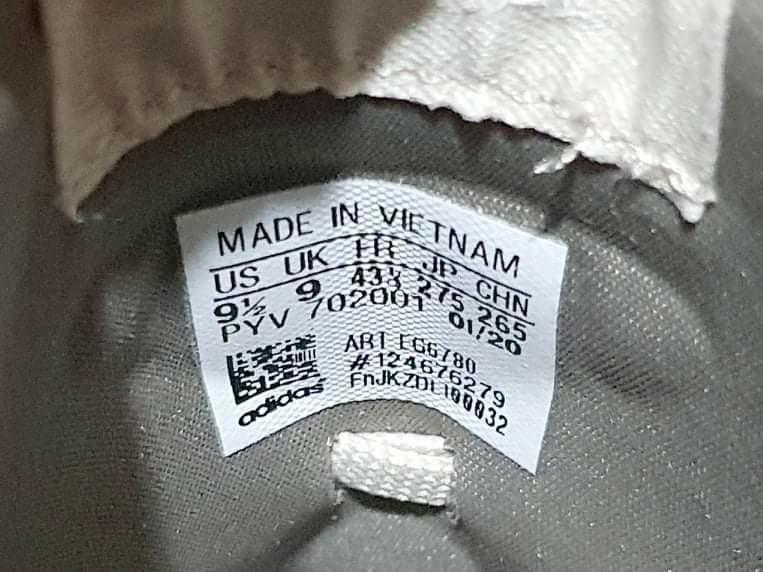 MADE IN VIETNAM
US UK FR JP CHN
9½ 9 43⅓ 275 265
PYV 702001 01/20
ART EG6780
#124676279
adidas